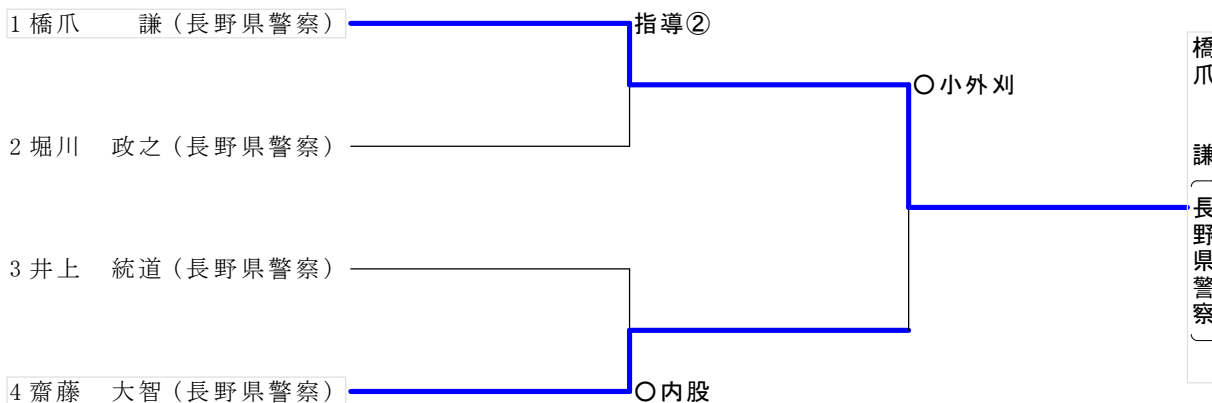 1 橋爪　　謙（長野県警察）
指導②
〇小外刈
2 堀川　政之（長野県警察）
3 井上　統道（長野県警察）
4 齋藤　大智（長野県警察）
〇内股
橋爪　　謙（長野県警察）